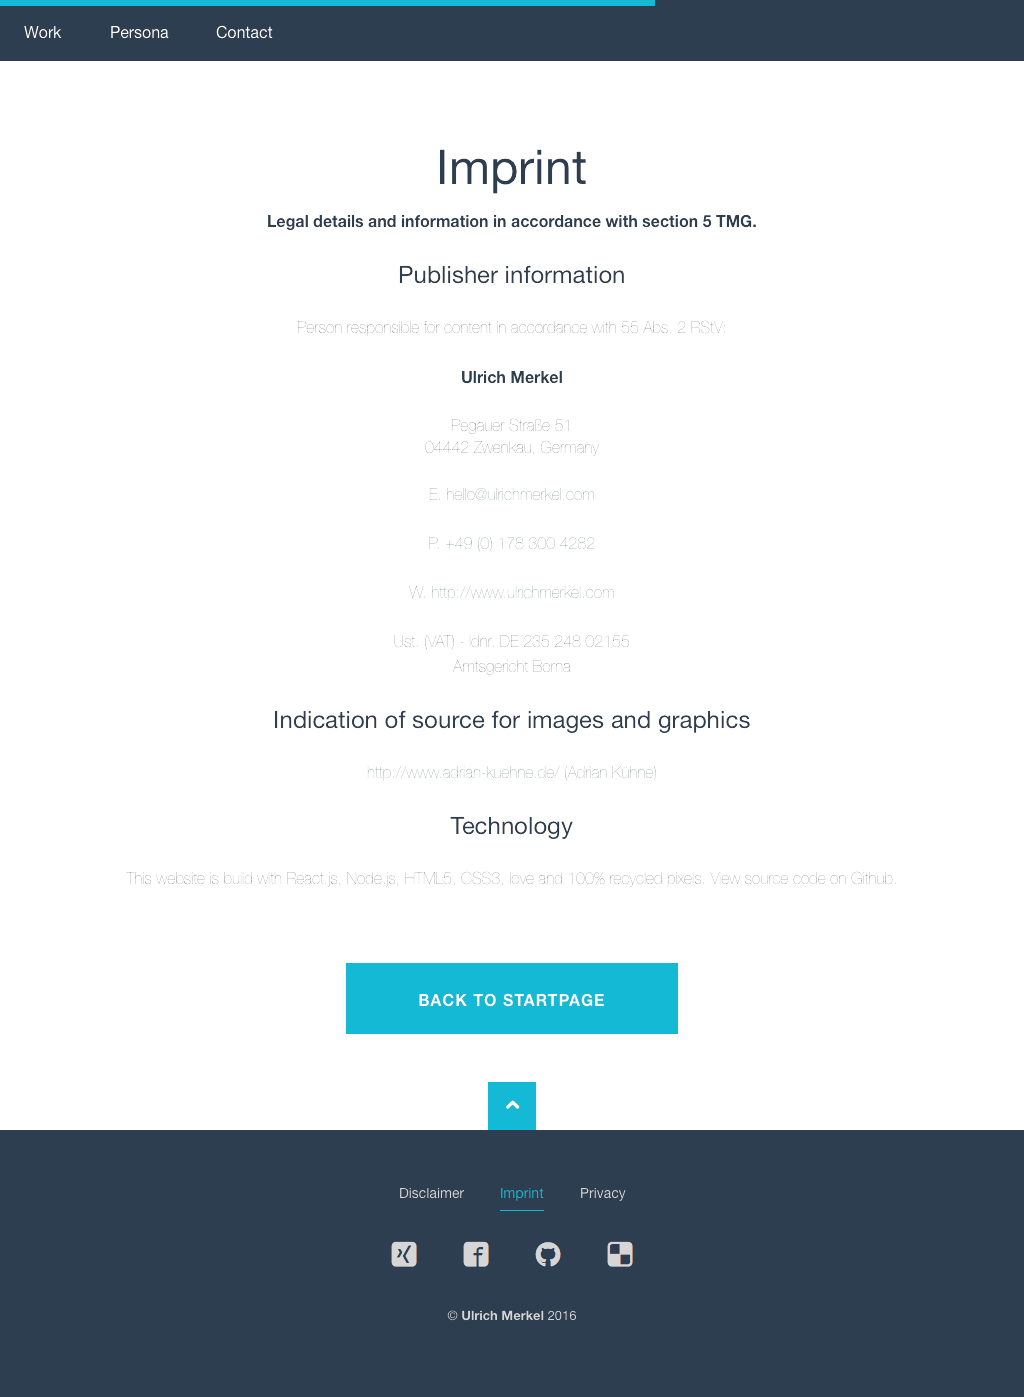 Work
Persona
Contact
Imprint
Legal details and information in accordance with section 5 TMG.
Publisher information
Person responsible for content in accordance with 55 Abs. 2 RStV:
Ulrich Merkel
Pegauer Straße 51
04442 Zwenkau, Germany
E. hello@ulrichmerkel.com
P. +49 (0) 178 300 4282
W. http://www.ulrichmerkel.com
Ust. (VAT) - Idnr. DE 235 248 02155
Amtsgericht Borna
Indication of source for images and graphics
http://www.adrian-kuehne.de/ (Adrian Kühne)
Technology
This website is build with React.js, Node.js, HTML5, CSS3, love and 100% recycled pixels. View source code on Github.
BACK TO STARTPAGE
Disclaimer
Imprint
Privacy
© Ulrich Merkel 2016